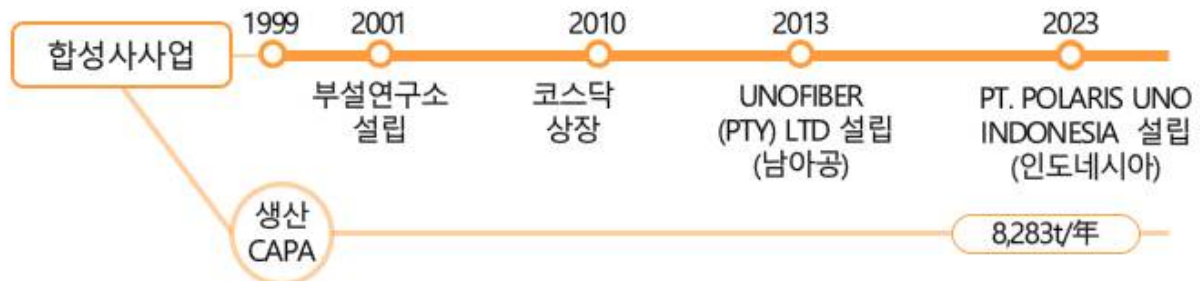 합성사사업
1999
2001
2010
2013
2023
부설연구소
설립
코스닥
상장
UNOFIBER
(PTY) LTD 설립
(남아공)
PT. POLARIS UNO
INDONESIA 설립
(인도네시아)
생산
CAPA
8,283t/年